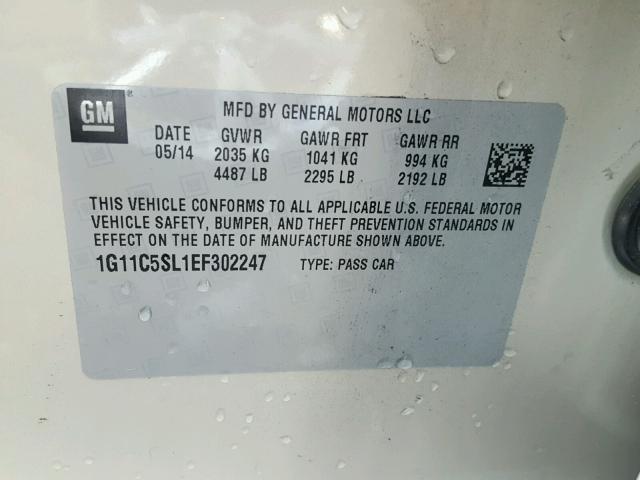 GM ®
MFD BY GENERAL MOTORS LLC
DATE GVWR GAWR FRT GAWR RR
05/14 2035 KG 1041 KG 994 KG
4487 LB 2295 LB 2192 LB
THIS VEHICLE CONFORMS TO ALL APPLICABLE U.S. FEDERAL MOTOR
VEHICLE SAFETY, BUMPER, AND THEFT PREVENTION STANDARDS IN
EFFECT ON THE DATE OF MANUFACTURE SHOWN ABOVE.
1G11C5SL1EF302247 TYPE: PASS CAR